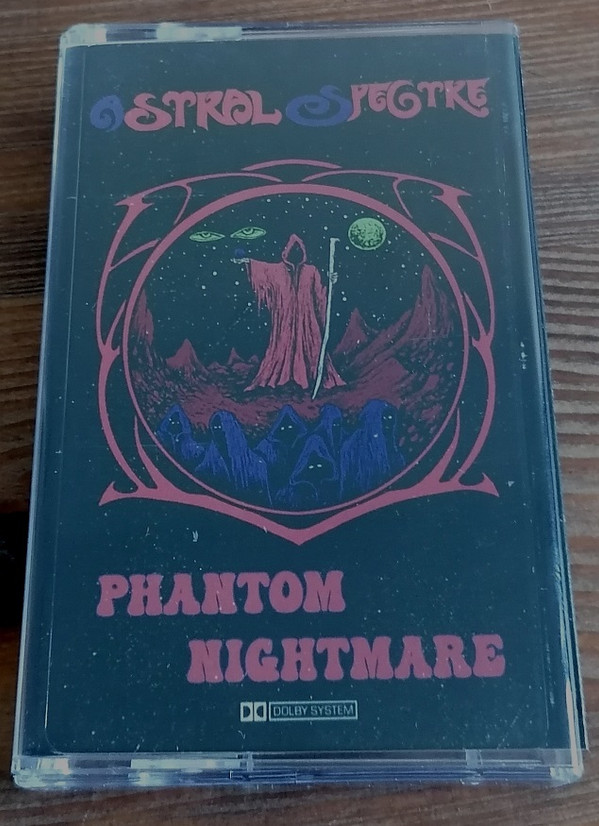 ASTRAL SPECTRE
PHANTOM
NIGHTMARE
DOLBY SYSTEM